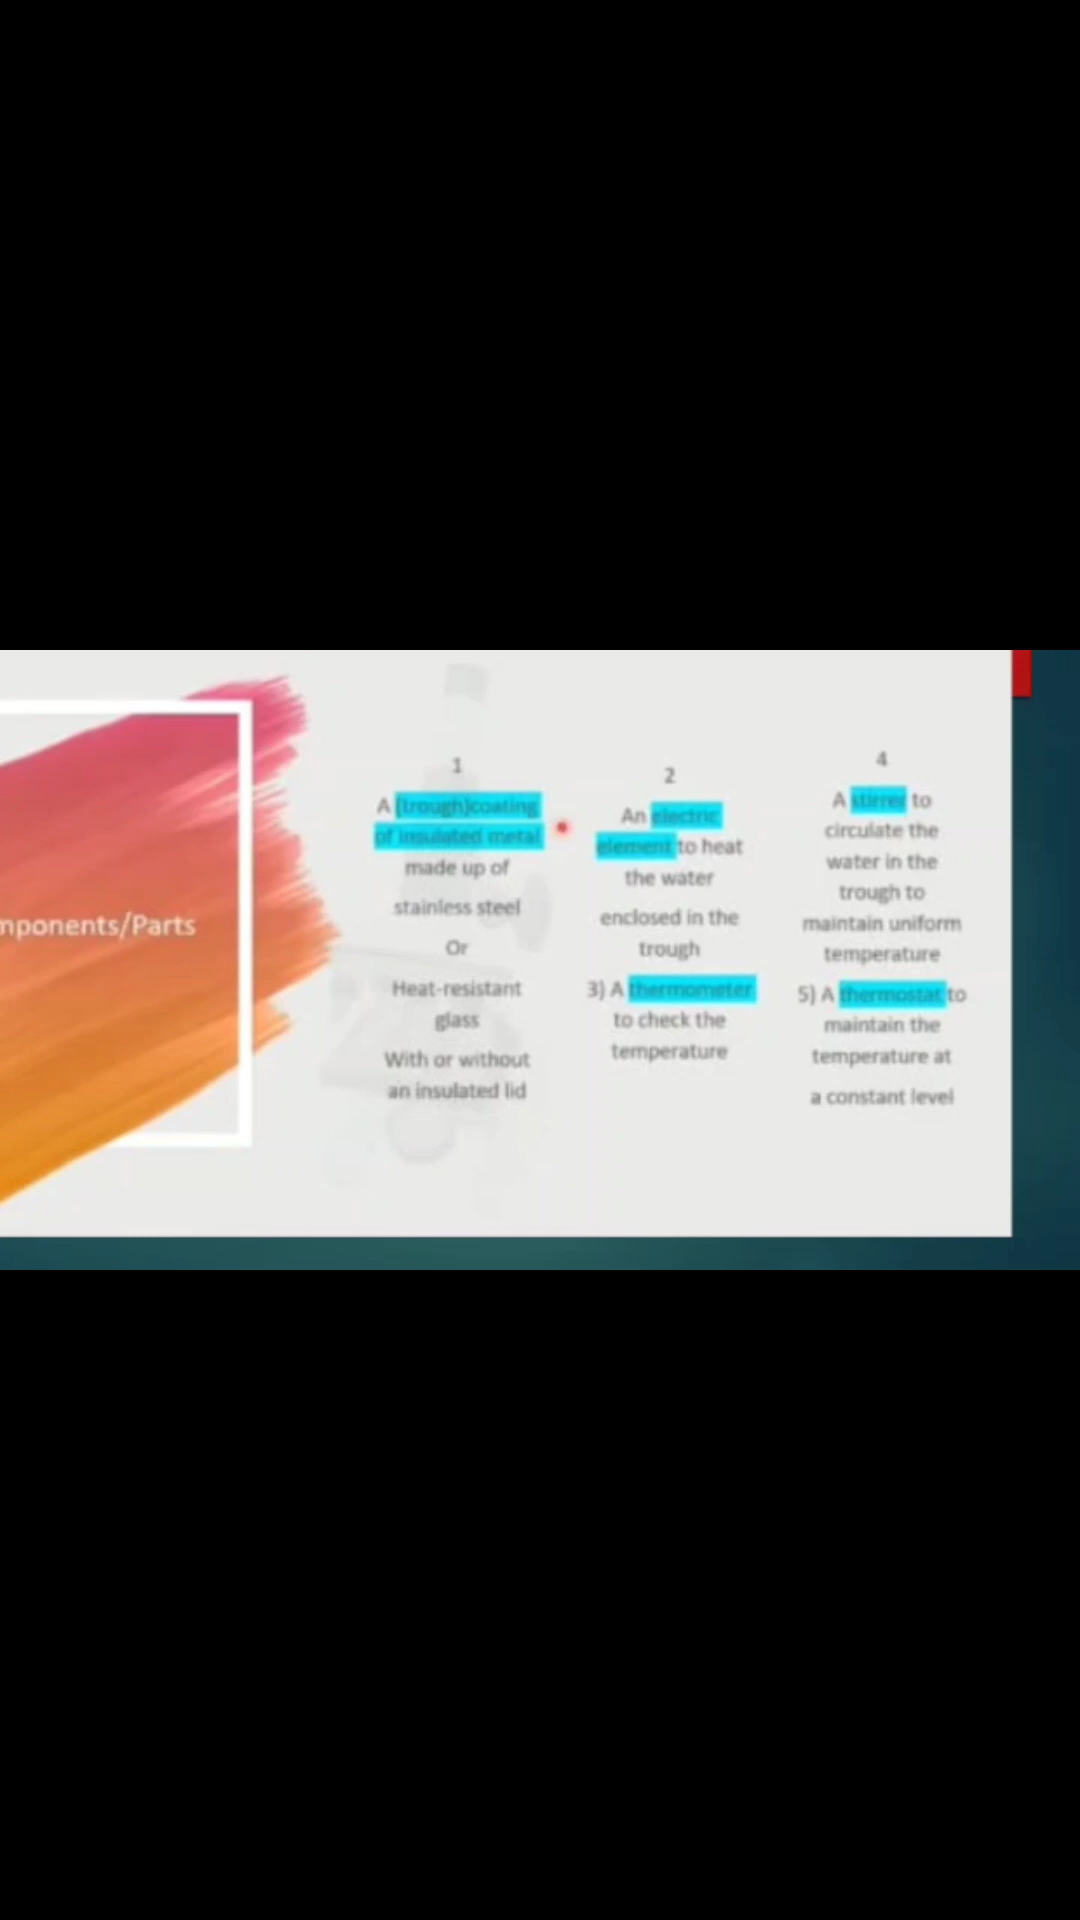 mponents/Parts
1
A (trough)coating
of insulated metal
made up of
stainless steel
Or
Heat-resistant
glass
With or without
an insulated lid
2
An electric
element to heat
the water
enclosed in the
trough
3) A thermometer
to check the
temperature
4
A stirrer to
circulate the
water in the
trough to
maintain uniform
temperature
5) A thermostat to
maintain the
temperature at
a constant level